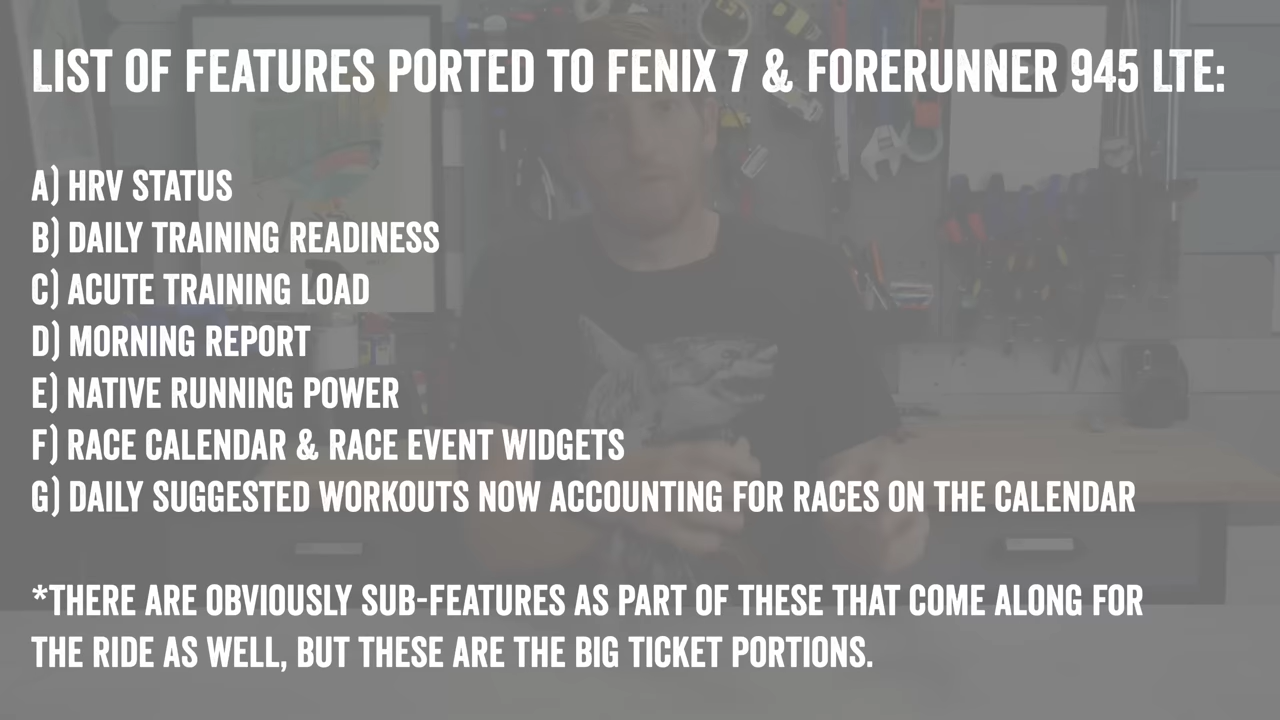 LIST OF FEATURES PORTED TO FENIX 7 & FORERUNNER 945 LTE:
A) HRV STATUS
B) DAILY TRAINING READINESS
C) ACUTE TRAINING LOAD
D) MORNING REPORT
E) NATIVE RUNNING POWER
F) RACE CALENDAR & RACE EVENT WIDGETS
G) DAILY SUGGESTED WORKOUTS NOW ACCOUNTING FOR RACES ON THE CALENDAR
*THERE ARE OBVIOUSLY SUB-FEATURES AS PART OF THESE THAT COME ALONG FOR
THE RIDE AS WELL, BUT THESE ARE THE BIG TICKET PORTIONS.